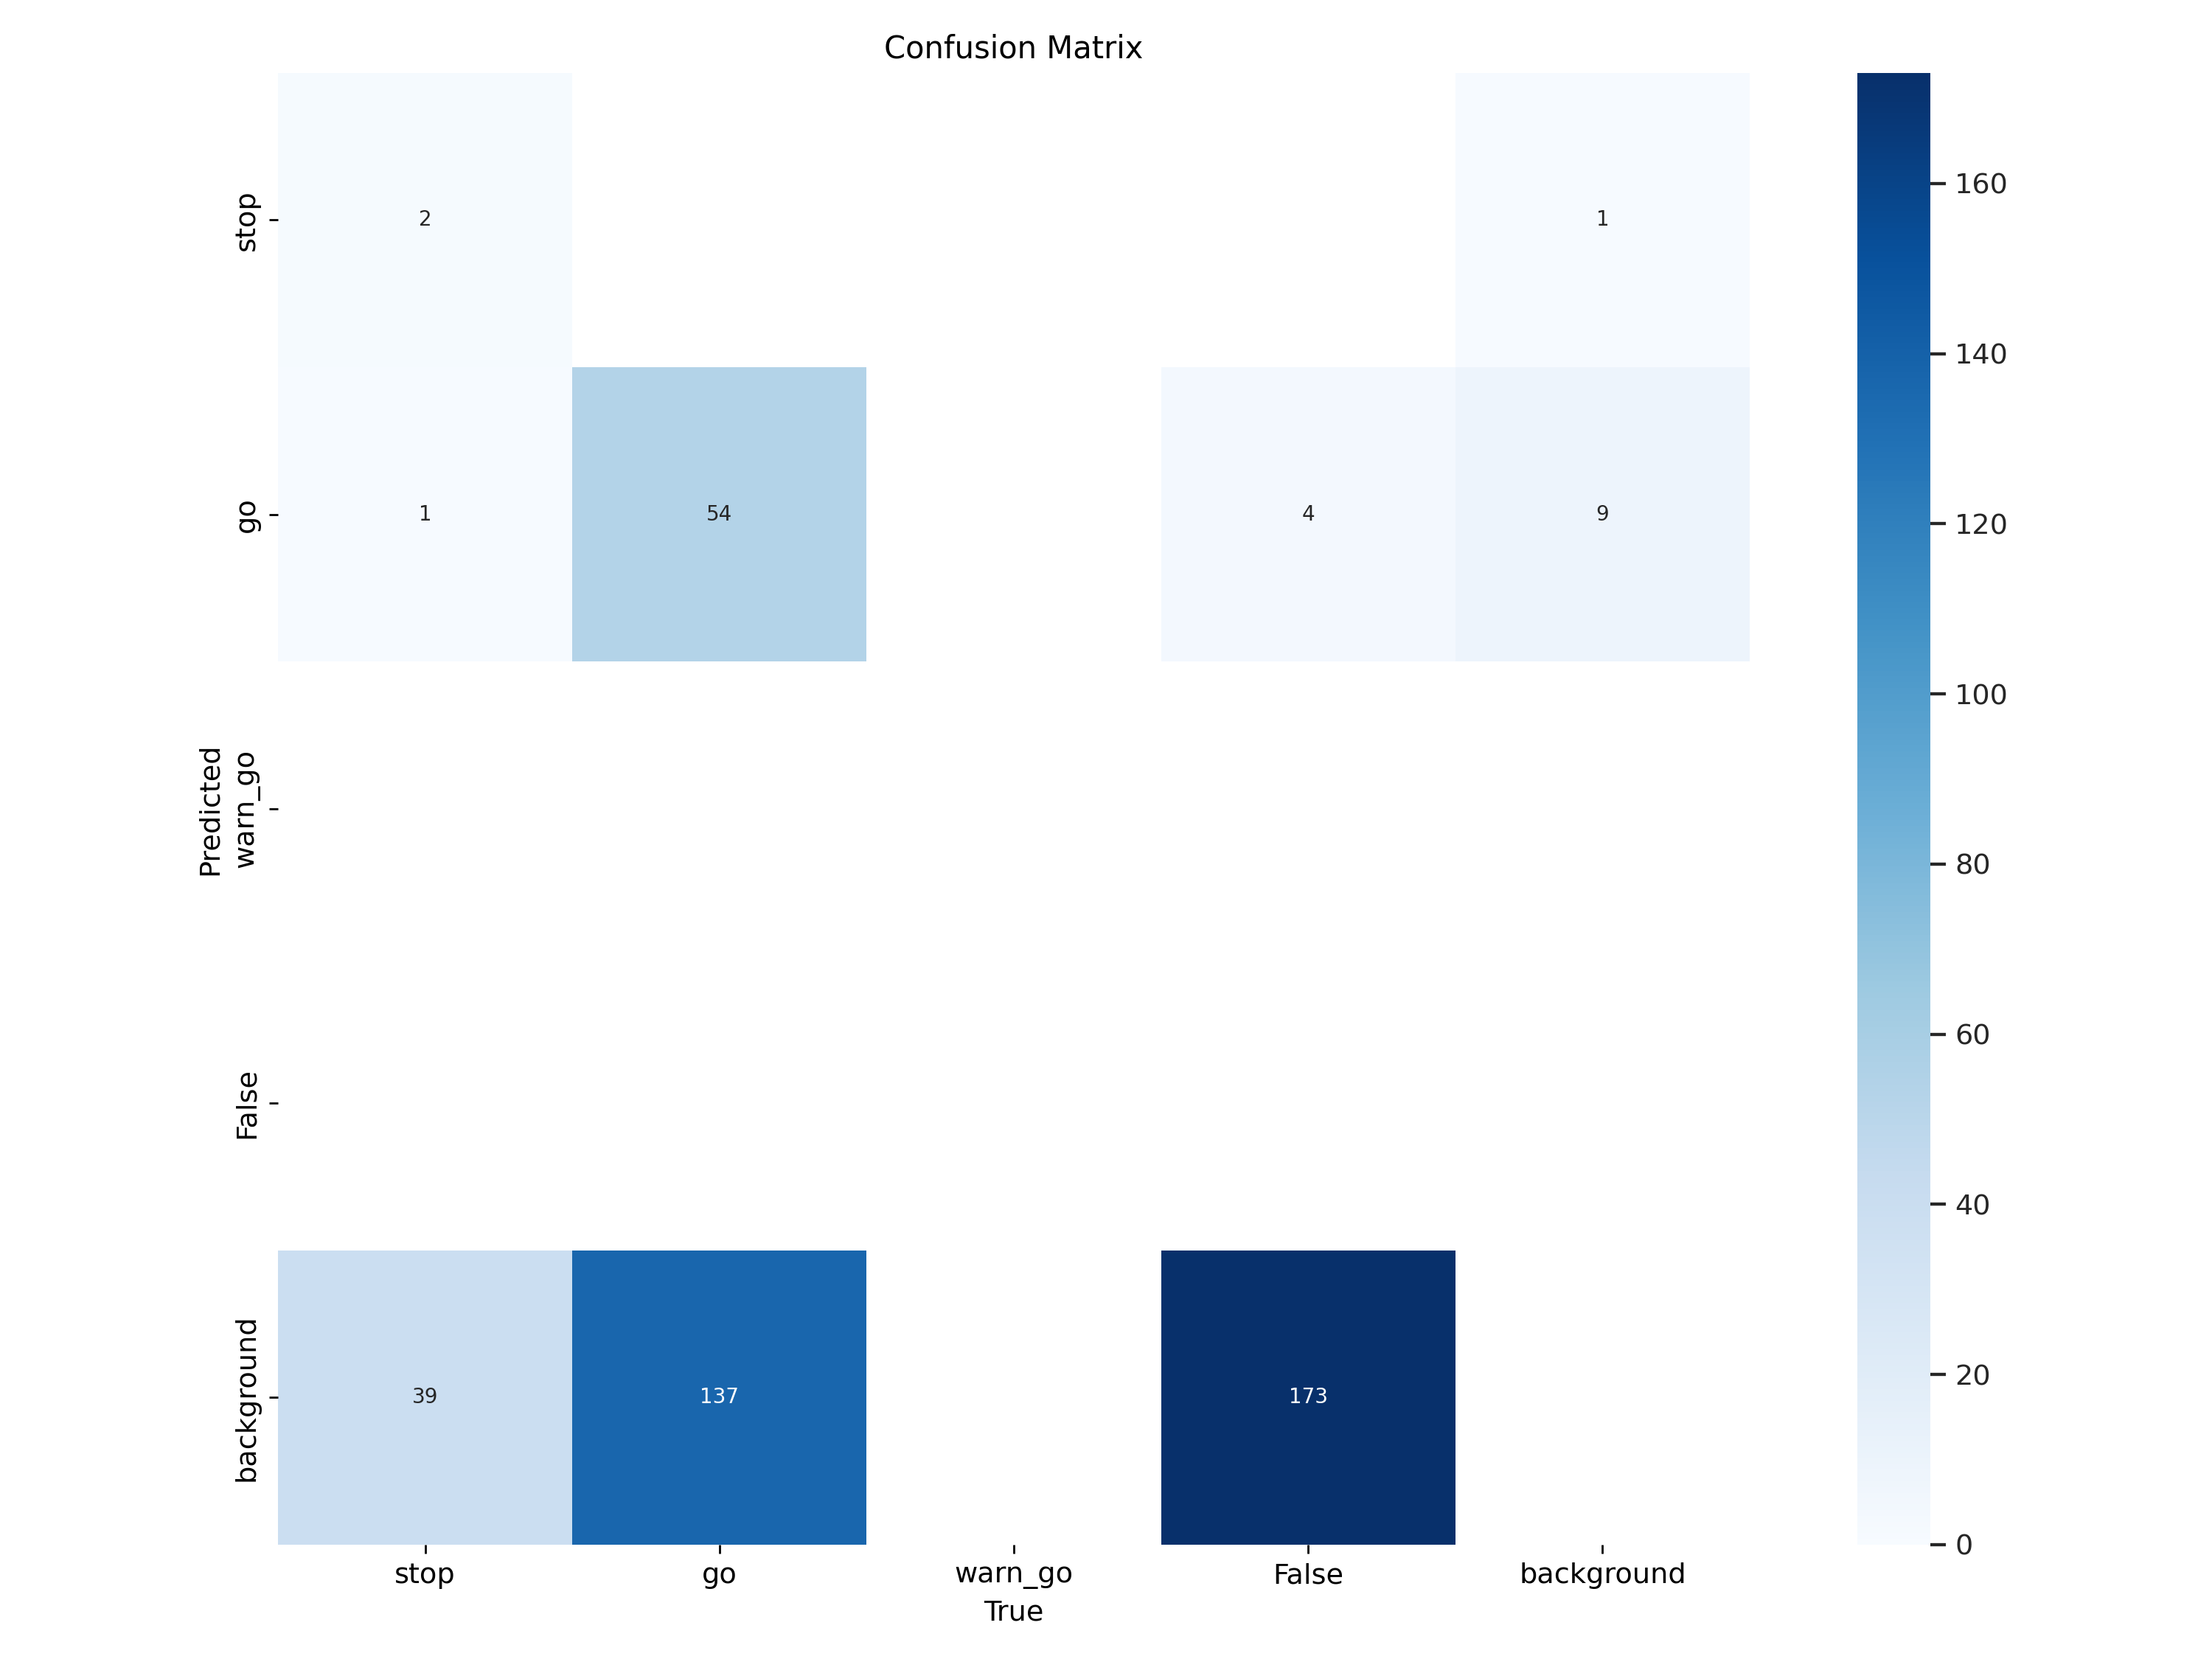 Confusion Matrix
stop
2
1
160
140
go
1
54
4
9
120
100
Predicted
warn_go
80
60
False
40
background
39
137
173
20
0
stop
go
warn_go
False
background
True